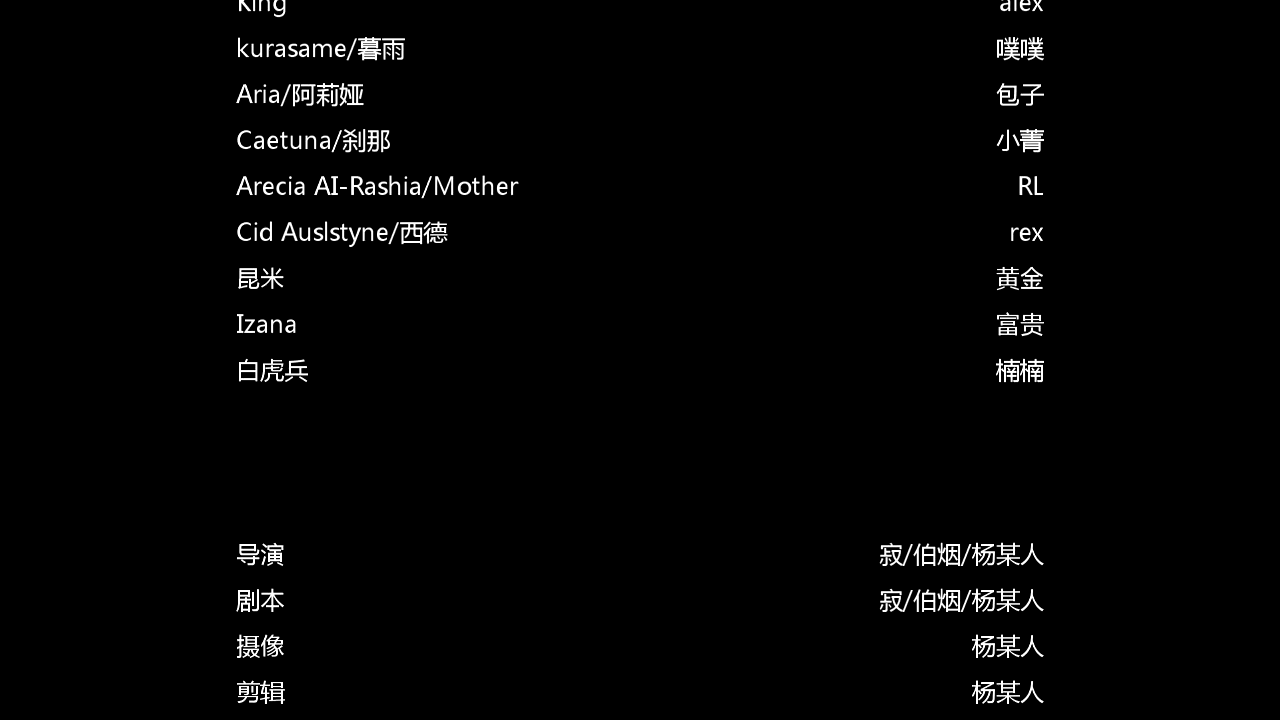 King alex
kurasame/暮雨 噗噗
Aria/阿莉娅 包子
Caetuna/刹那 小菁
Arecia AI-Rashia/Mother RL
Cid Auslstyne/西德 rex
昆米 黄金
Izana 富贵
白虎兵 楠楠
导演 寂/伯烟/杨某人
剧本 寂/伯烟/杨某人
摄像 杨某人
剪辑 杨某人